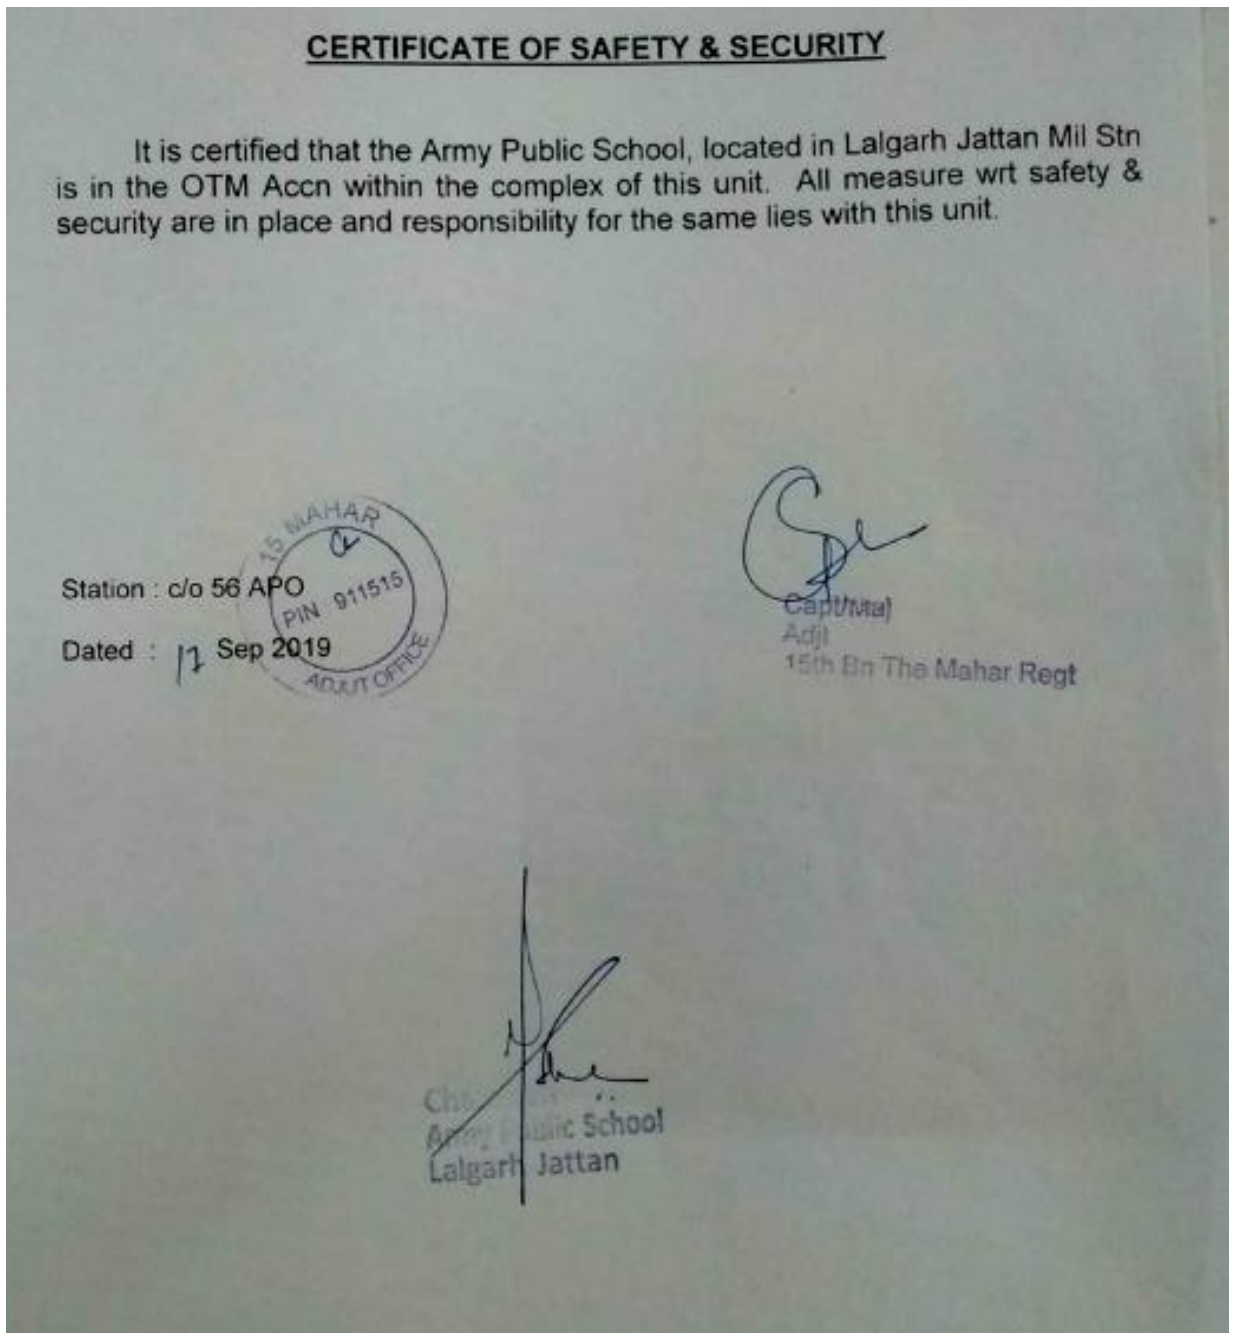 CERTIFICATE OF SAFETY & SECURITY
It is certified that the Army Public School, located in Lalgarh Jattan Mil Stn
is in the OTM Accn within the complex of this unit. All measure wrt safety &
security are in place and responsibility for the same lies with this unit.
15 MAHAR
PIN 911515
ADJUT OFFICE
Station : c/o 56 APO
Dated : Sep 2019
Capt/Maj
Adjt
15th Bn The Mahar Regt
Army Public School
Lalgarh Jattan